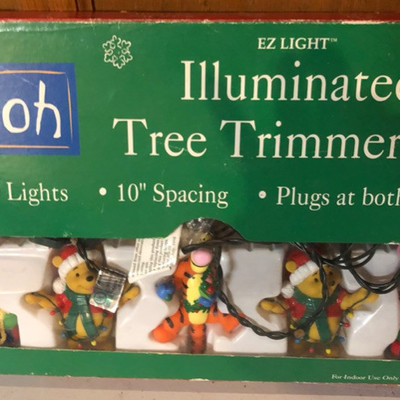 EZ LIGHT™
oh
Illuminated
Tree Trimmer
Lights • 10" Spacing • Plugs at both
For Indoor Use Only